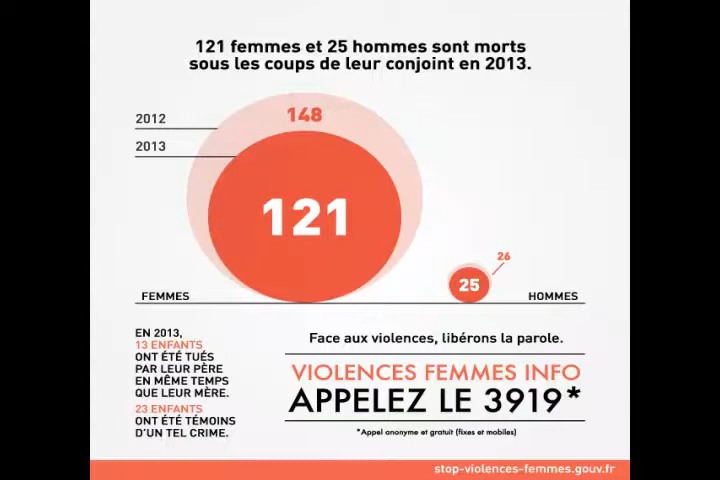 121 femmes et 25 hommes sont morts
sous les coups de leur conjoint en 2013.
2012
148
2013
121
26
25
FEMMES
HOMMES
EN 2013,
13 ENFANTS
ONT ÉTÉ TUÉS
PAR LEUR PÈRE
EN MÊME TEMPS
QUE LEUR MÈRE.
23 ENFANTS
ONT ÉTÉ TÉMOINS
D'UN TEL CRIME.
Face aux violences, libérons la parole.
VIOLENCES FEMMES INFO
APPELEZ LE 3919*
*Appel anonyme et gratuit (fixes et mobiles)
stop-violences-femmes.gouv.fr